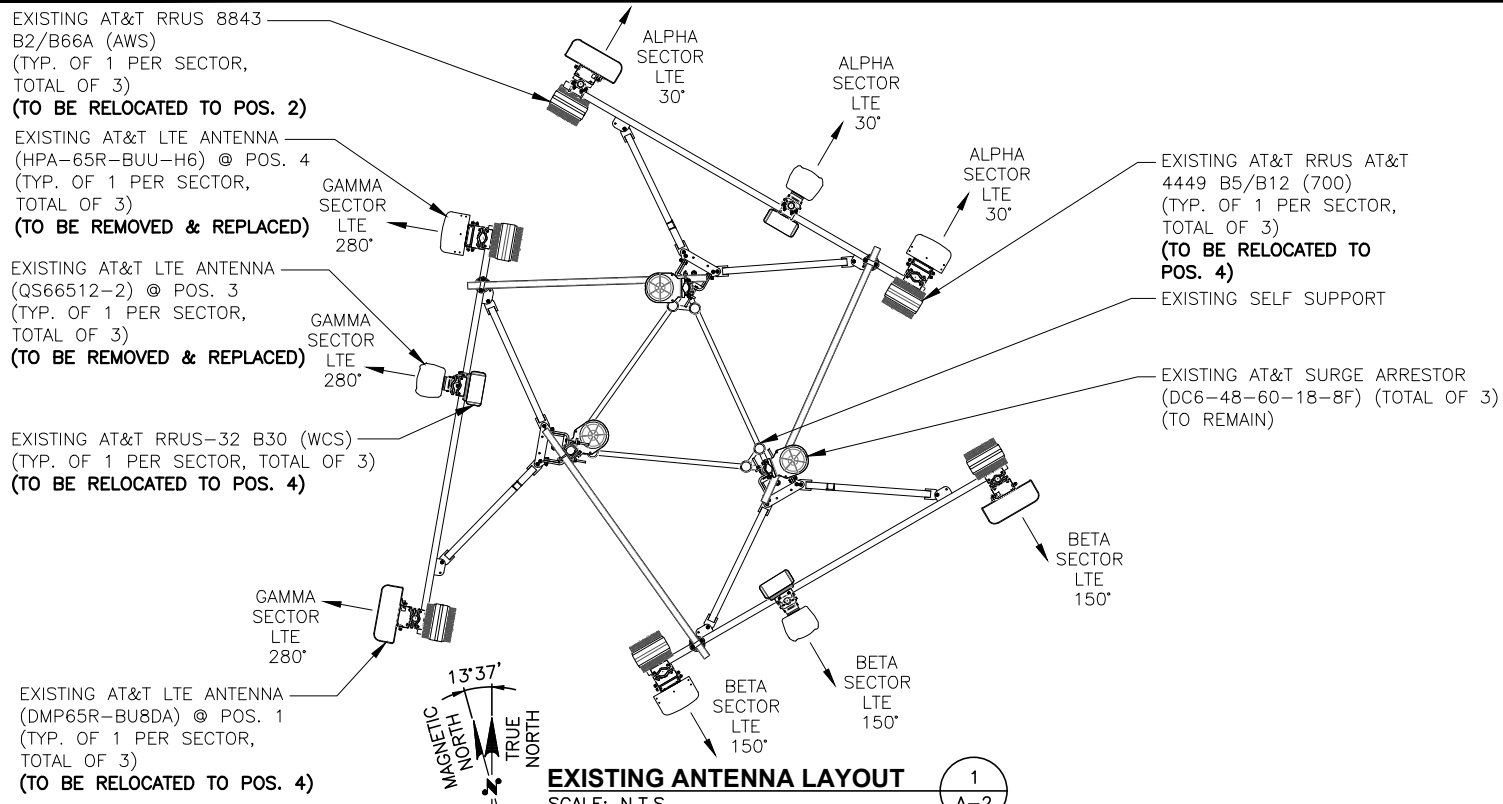 EXISTING AT&T RRUS 8843
B2/B66A (AWS)
(TYP. OF 1 PER SECTOR,
TOTAL OF 3)
(TO BE RELOCATED TO POS. 2)
EXISTING AT&T LTE ANTENNA
(HPA-65R-BUU-H6) @ POS. 4
(TYP. OF 1 PER SECTOR,
TOTAL OF 3)
(TO BE REMOVED & REPLACED)
EXISTING AT&T LTE ANTENNA
(QS66512-2) @ POS. 3
(TYP. OF 1 PER SECTOR,
TOTAL OF 3)
(TO BE REMOVED & REPLACED)
EXISTING AT&T RRUS-32 B30 (WCS)
(TYP. OF 1 PER SECTOR, TOTAL OF 3)
(TO BE RELOCATED TO POS. 4)
EXISTING AT&T LTE ANTENNA
(DMP65R-BU8DA) @ POS. 1
(TYP. OF 1 PER SECTOR,
TOTAL OF 3)
(TO BE RELOCATED TO POS. 4)
GAMMA
SECTOR
LTE
280°
GAMMA
SECTOR
LTE
280°
GAMMA
SECTOR
LTE
280°
ALPHA
SECTOR
LTE
30°
ALPHA
SECTOR
LTE
30°
ALPHA
SECTOR
LTE
30°
EXISTING AT&T RRUS AT&T
4449 B5/B12 (700)
(TYP. OF 1 PER SECTOR,
TOTAL OF 3)
(TO BE RELOCATED TO
POS. 4)
EXISTING SELF SUPPORT
EXISTING AT&T SURGE ARRESTOR
(DC6-48-60-18-8F) (TOTAL OF 3)
(TO REMAIN)
BETA
SECTOR
LTE
150°
BETA
SECTOR
LTE
150°
BETA
SECTOR
LTE
150°
13°37'
MAGNETIC
NORTH
TRUE
NORTH
N
EXISTING ANTENNA LAYOUT
SCALE: N.T.S
1
A-2